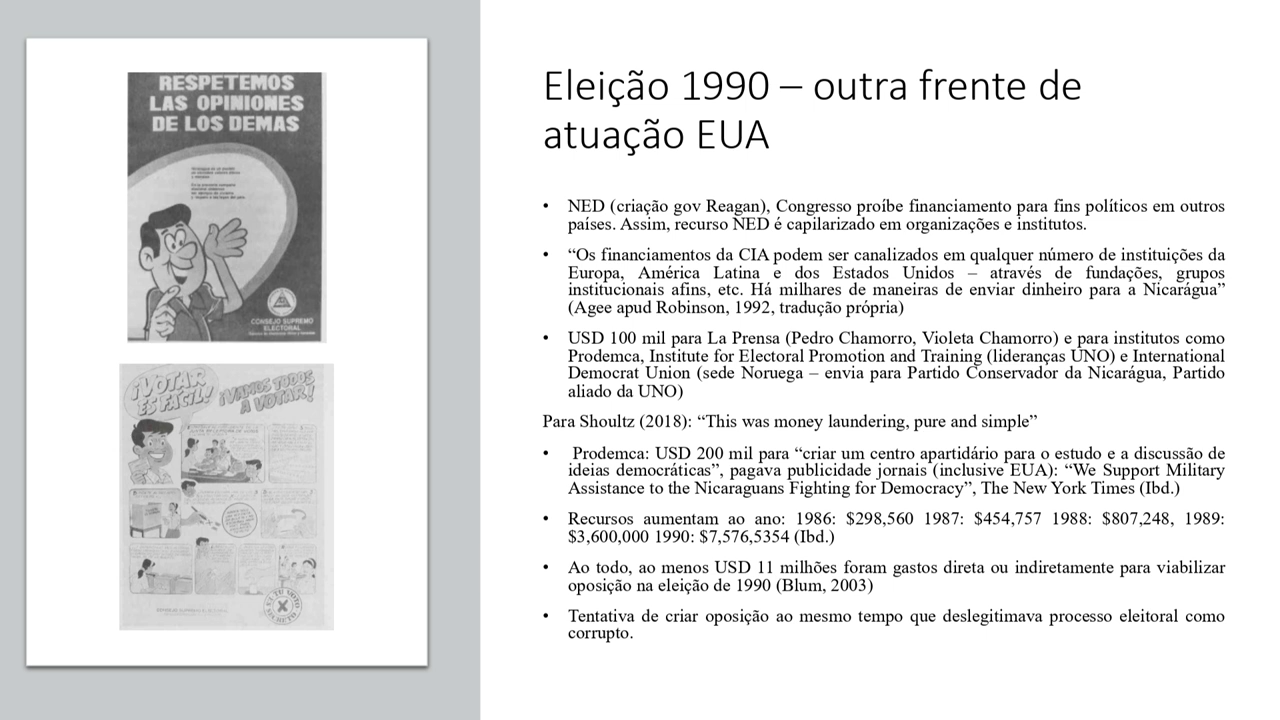 RESPETEMOS
LAS OPINIONES
DE LOS DEMAS
CONSEJO SUPREMO
ELECTORAL
¡VOTAR
ES FACIL!
¡VAMOS TODOS
A VOTAR!
Eleição 1990 – outra frente de
atuação EUA
• NED (criação gov Reagan), Congresso proíbe financiamento para fins políticos em outros
países. Assim, recurso NED é capilarizado em organizações e institutos.
• “Os financiamentos da CIA podem ser canalizados em qualquer número de instituições da
Europa, América Latina e dos Estados Unidos – através de fundações, grupos
institucionais afins, etc. Há milhares de maneiras de enviar dinheiro para a Nicarágua”
(Agee apud Robinson, 1992, tradução própria)
• USD 100 mil para La Prensa (Pedro Chamorro, Violeta Chamorro) e para institutos como
Prodemca, Institute for Electoral Promotion and Training (lideranças UNO) e International
Democrat Union (sede Noruega – envia para Partido Conservador da Nicarágua, Partido
aliado da UNO)
Para Shoultz (2018): “This was money laundering, pure and simple”
• Prodemca: USD 200 mil para “criar um centro apartidário para o estudo e a discussão de
ideias democráticas”, pagava publicidade jornais (inclusive EUA): “We Support Military
Assistance to the Nicaraguans Fighting for Democracy”, The New York Times (Ibd.)
• Recursos aumentam ao ano: 1986: $298,560 1987: $454,757 1988: $807,248, 1989:
$3,600,000 1990: $7,576,5354 (Ibd.)
• Ao todo, ao menos USD 11 milhões foram gastos direta ou indiretamente para viabilizar
oposição na eleição de 1990 (Blum, 2003)
• Tentativa de criar oposição ao mesmo tempo que deslegitimava processo eleitoral como
corrupto.